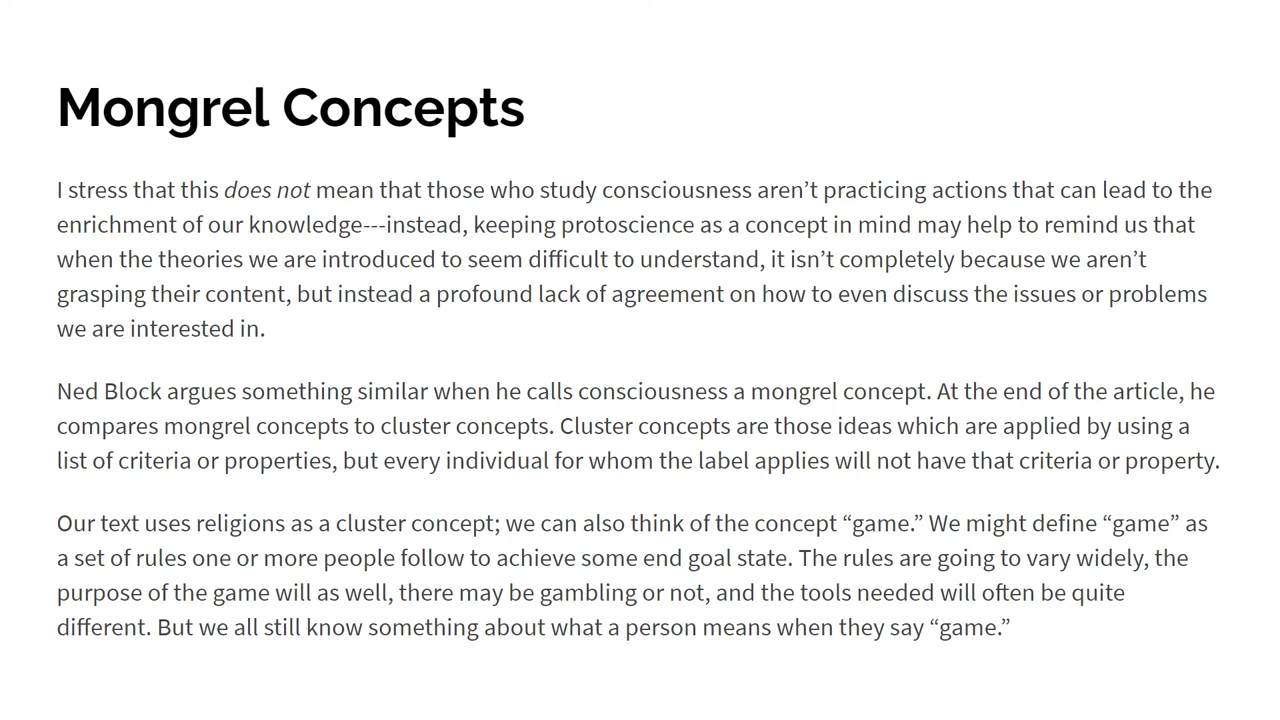 Mongrel Concepts
I stress that this does not mean that those who study consciousness aren’t practicing actions that can lead to the
enrichment of our knowledge---instead, keeping protoscience as a concept in mind may help to remind us that
when the theories we are introduced to seem difficult to understand, it isn’t completely because we aren’t
grasping their content, but instead a profound lack of agreement on how to even discuss the issues or problems
we are interested in.
Ned Block argues something similar when he calls consciousness a mongrel concept. At the end of the article, he
compares mongrel concepts to cluster concepts. Cluster concepts are those ideas which are applied by using a
list of criteria or properties, but every individual for whom the label applies will not have that criteria or property.
Our text uses religions as a cluster concept; we can also think of the concept “game.” We might define “game” as
a set of rules one or more people follow to achieve some end goal state. The rules are going to vary widely, the
purpose of the game will as well, there may be gambling or not, and the tools needed will often be quite
different. But we all still know something about what a person means when they say “game.”